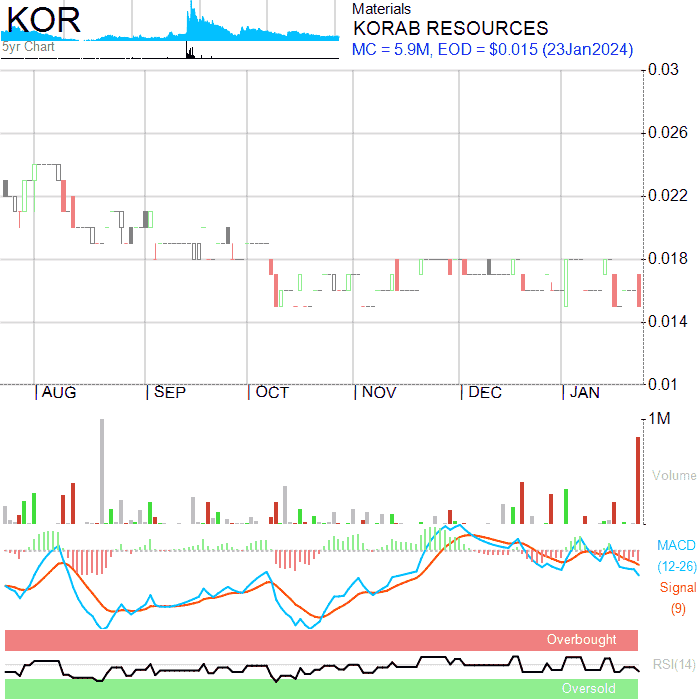 KOR
5yr Chart
Materials
KORAB RESOURCES
MC = 5.9M, EOD = $0.015 (23Jan2024)
0.03
0.026
0.022
0.018
0.014
0.01
AUG SEP OCT NOV DEC JAN
1M
Volume
MACD
(12-26)
Signal
(9)
Overbought
RSI(14)
Oversold